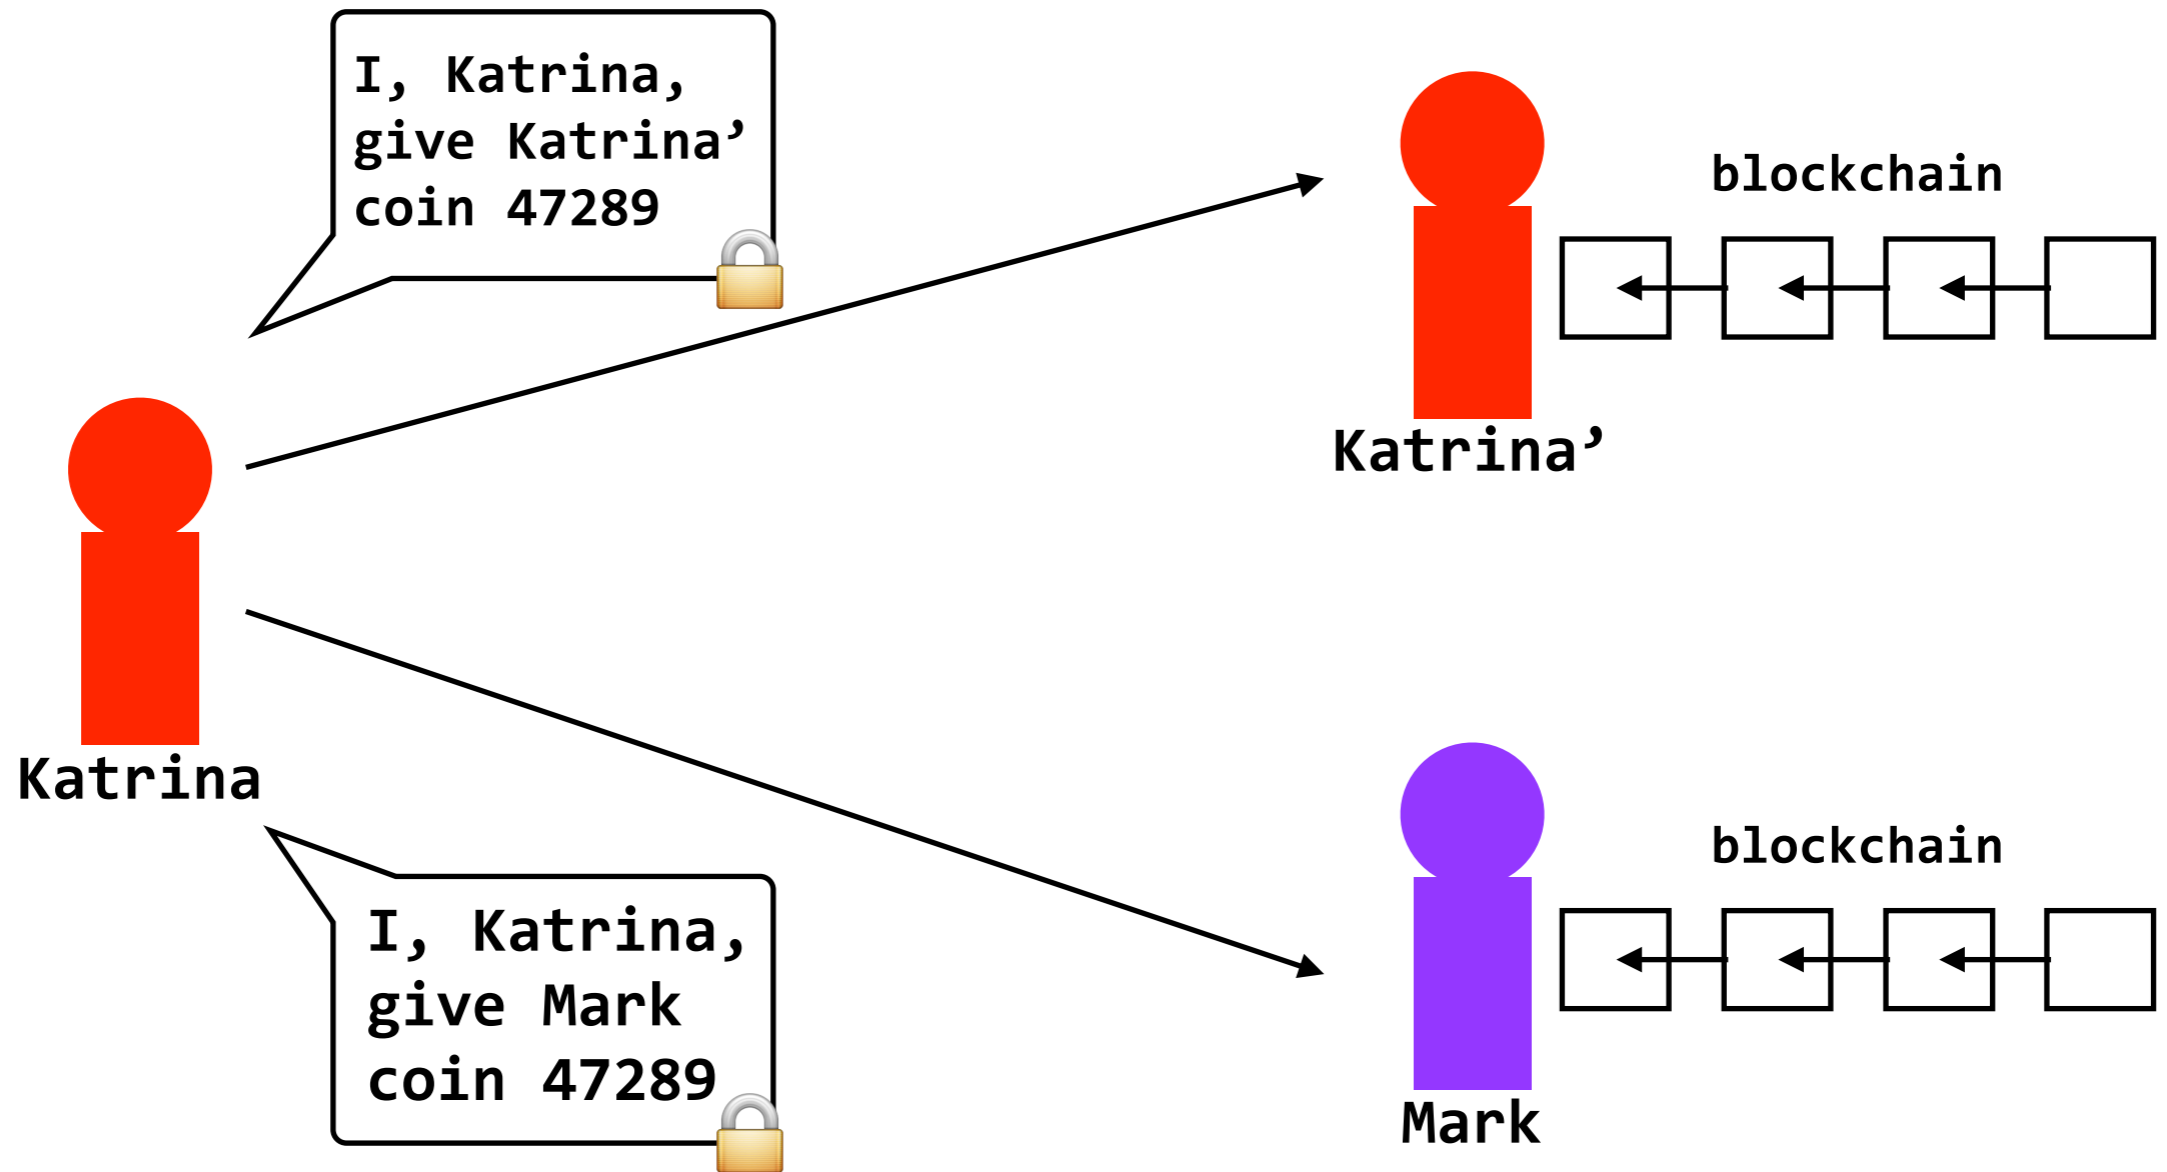 I, Katrina,
give Katrina’
coin 47289
blockchain
Katrina’
Katrina
blockchain
I, Katrina,
give Mark
coin 47289
Mark